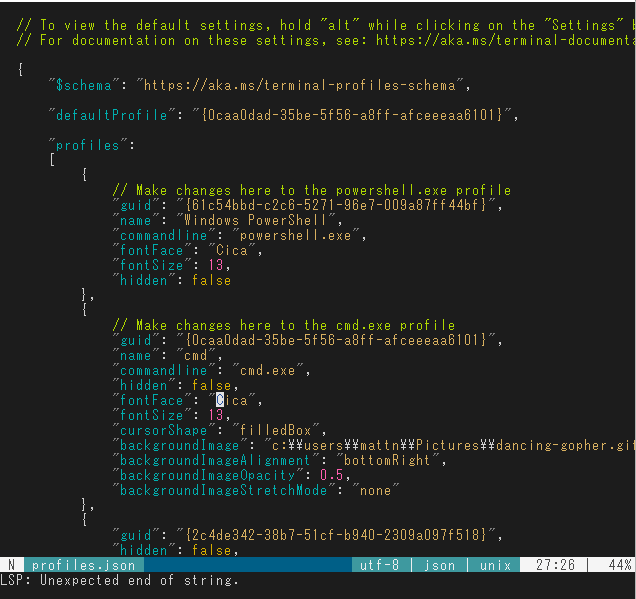 // To view the default settings, hold "alt" while clicking on the "Settings" b
// For documentation on these settings, see: https://aka.ms/terminal-documenta
{
"$schema": "https://aka.ms/terminal-profiles-schema",
"defaultProfile": "{0caa0dad-35be-5f56-a8ff-afceeeaa6101}",
"profiles":
[
{
// Make changes here to the powershell.exe profile
"guid": "{61c54bbd-c2c6-5271-96e7-009a87ff44bf}",
"name": "Windows PowerShell",
"commandline": "powershell.exe",
"fontFace": "Cica",
"fontSize": 13,
"hidden": false
},
{
// Make changes here to the cmd.exe profile
"guid": "{0caa0dad-35be-5f56-a8ff-afceeeaa6101}",
"name": "cmd",
"commandline": "cmd.exe",
"hidden": false,
"fontFace": "Cica",
"fontSize": 13,
"cursorShape": "filledBox",
"backgroundImage": "c:¥¥users¥¥mattn¥¥Pictures¥¥dancing-gopher.gi
"backgroundImageAlignment": "bottomRight",
"backgroundImageOpacity": 0.5,
"backgroundImageStretchMode": "none"
},
{
"guid": "{2c4de342-38b7-51cf-b940-2309a097f518}",
"hidden": false,
N profiles.json utf-8 | json | unix 27:26 | 44%
LSP: Unexpected end of string.